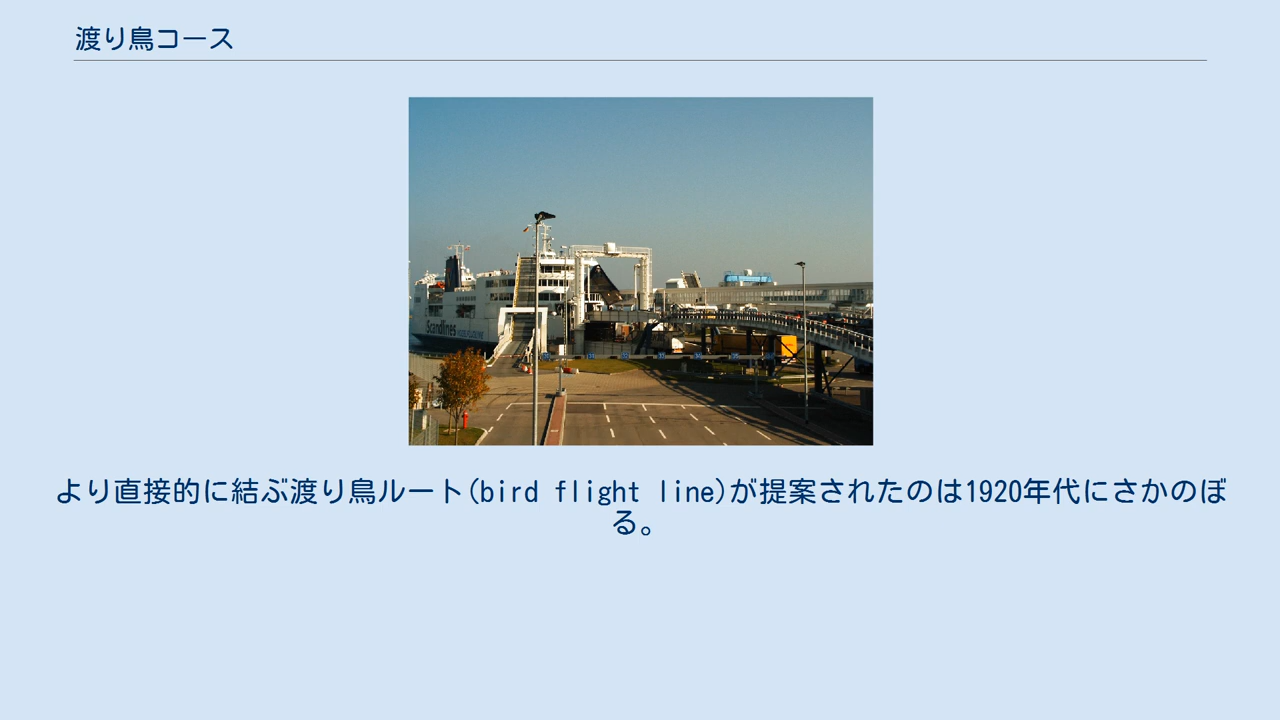 渡り鳥コース
Scandlines
より直接的に結ぶ渡り鳥ルート(bird flight line)が提案されたのは1920年代にさかのぼ
る。